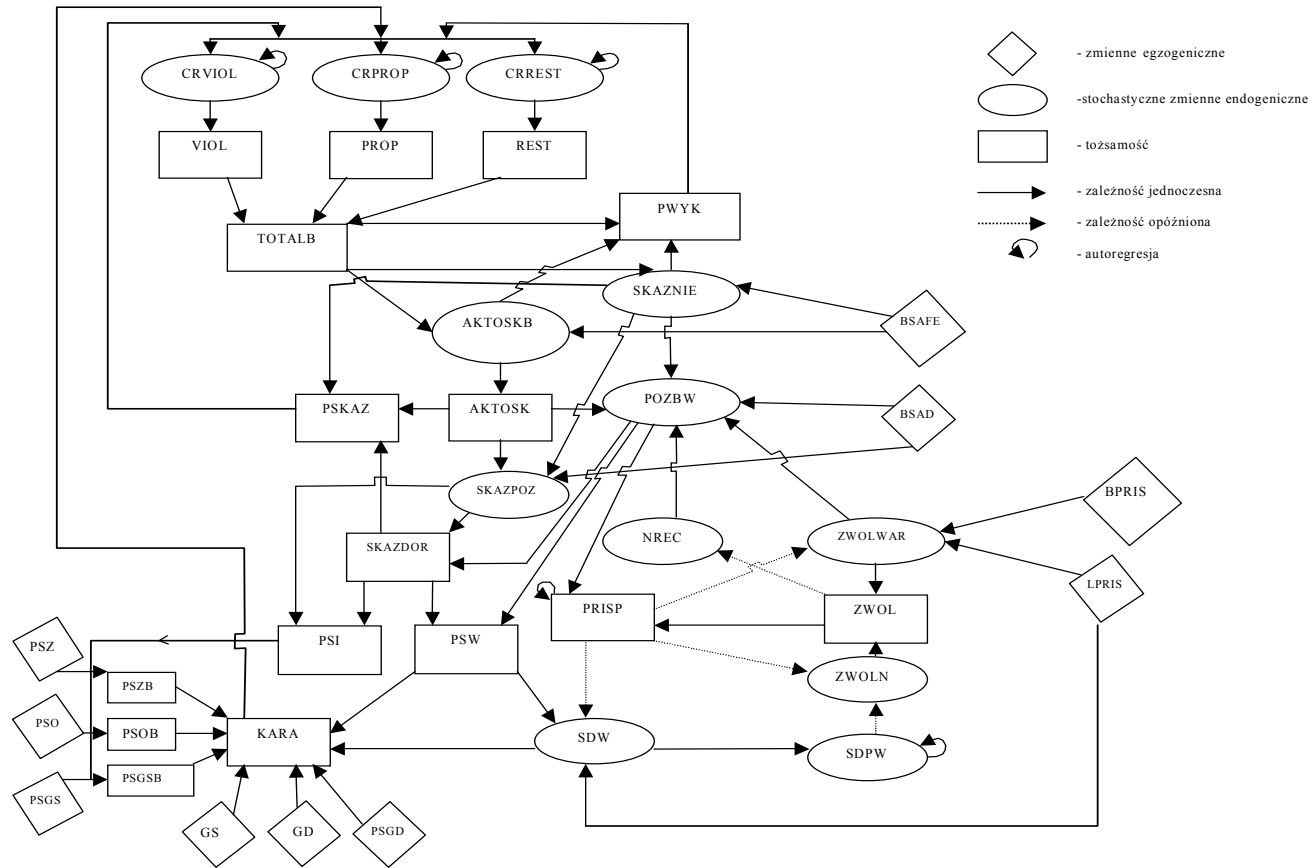 CRVIOL
CRPROP
CRREST
- zmienne egzogeniczne
-stochastyczne zmienne endogeniczne
VIOL
PROP
REST
- tożsamość
- zależność jednoczesna
PWYK
- zależność opóźniona
TOTALB
- autoregresja
SKAZNIE
AKTOSKB
BSAFE
PSKAZ
AKTOSK
POZBW
BSAD
SKAZPOZ
BPRIS
SKAZDOR
NREC
ZWOLWAR
LPRIS
PRISP
ZWOL
PSZ
PSI
PSW
PSZB
ZWOLN
PSO
PSOB
KARA
SDW
SDPW
PSGS
PSGSB
GS
GD
PSGD